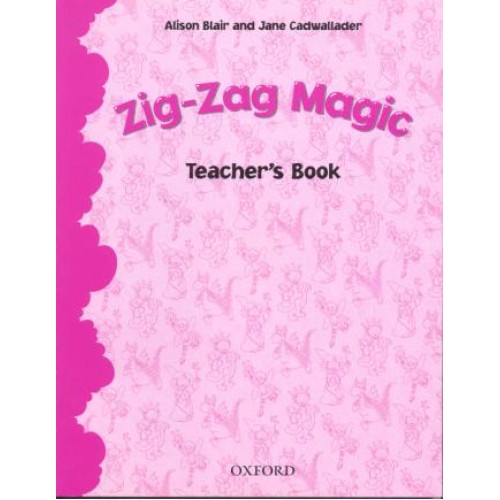 Alison Blair and Jane Cadwallader
Zig-Zag Magic
Teacher's Book
OXFORD